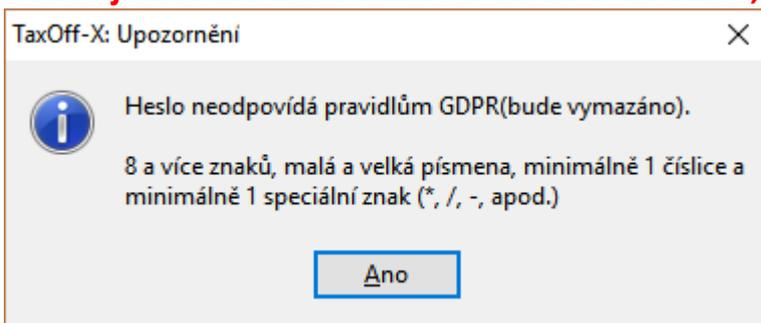 TaxOff-X: Upozornění
Heslo neodpovídá pravidlům GDPR(bude vymazáno).
8 a více znaků, malá a velká písmena, minimálně 1 číslice a
minimálně 1 speciální znak (*, /, -, apod.)
Ano